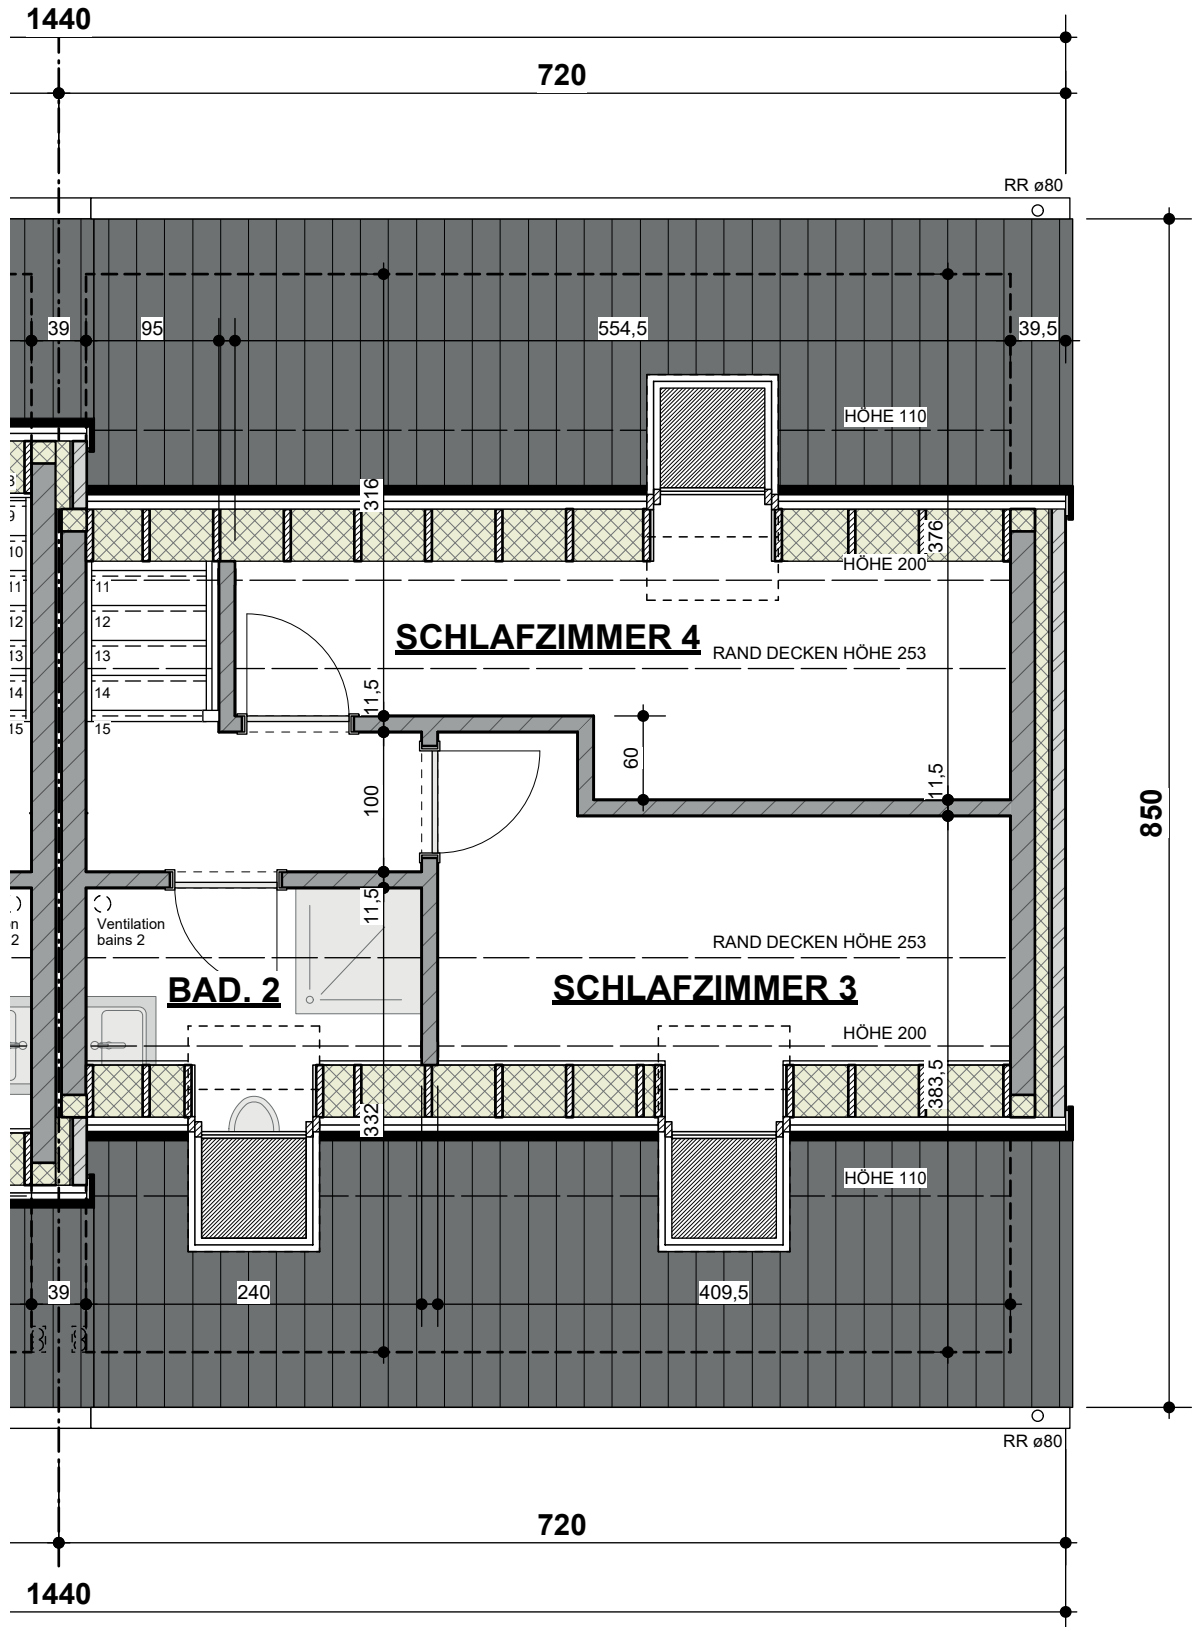 1440
720
RR ø80
39
95
554,5
39,5
HÖHE 110
316
376
HÖHE 200
9
10
11
12
13
14
15
11
12
13
14
15
SCHLAFZIMMER 4
RAND DECKEN HÖHE 253
11,5
60
100
11,5
850
11,5
Ventilation
bains 2
n
2
RAND DECKEN HÖHE 253
BAD. 2
SCHLAFZIMMER 3
HÖHE 200
332
383,5
HÖHE 110
39
240
409,5
RR ø80
720
1440